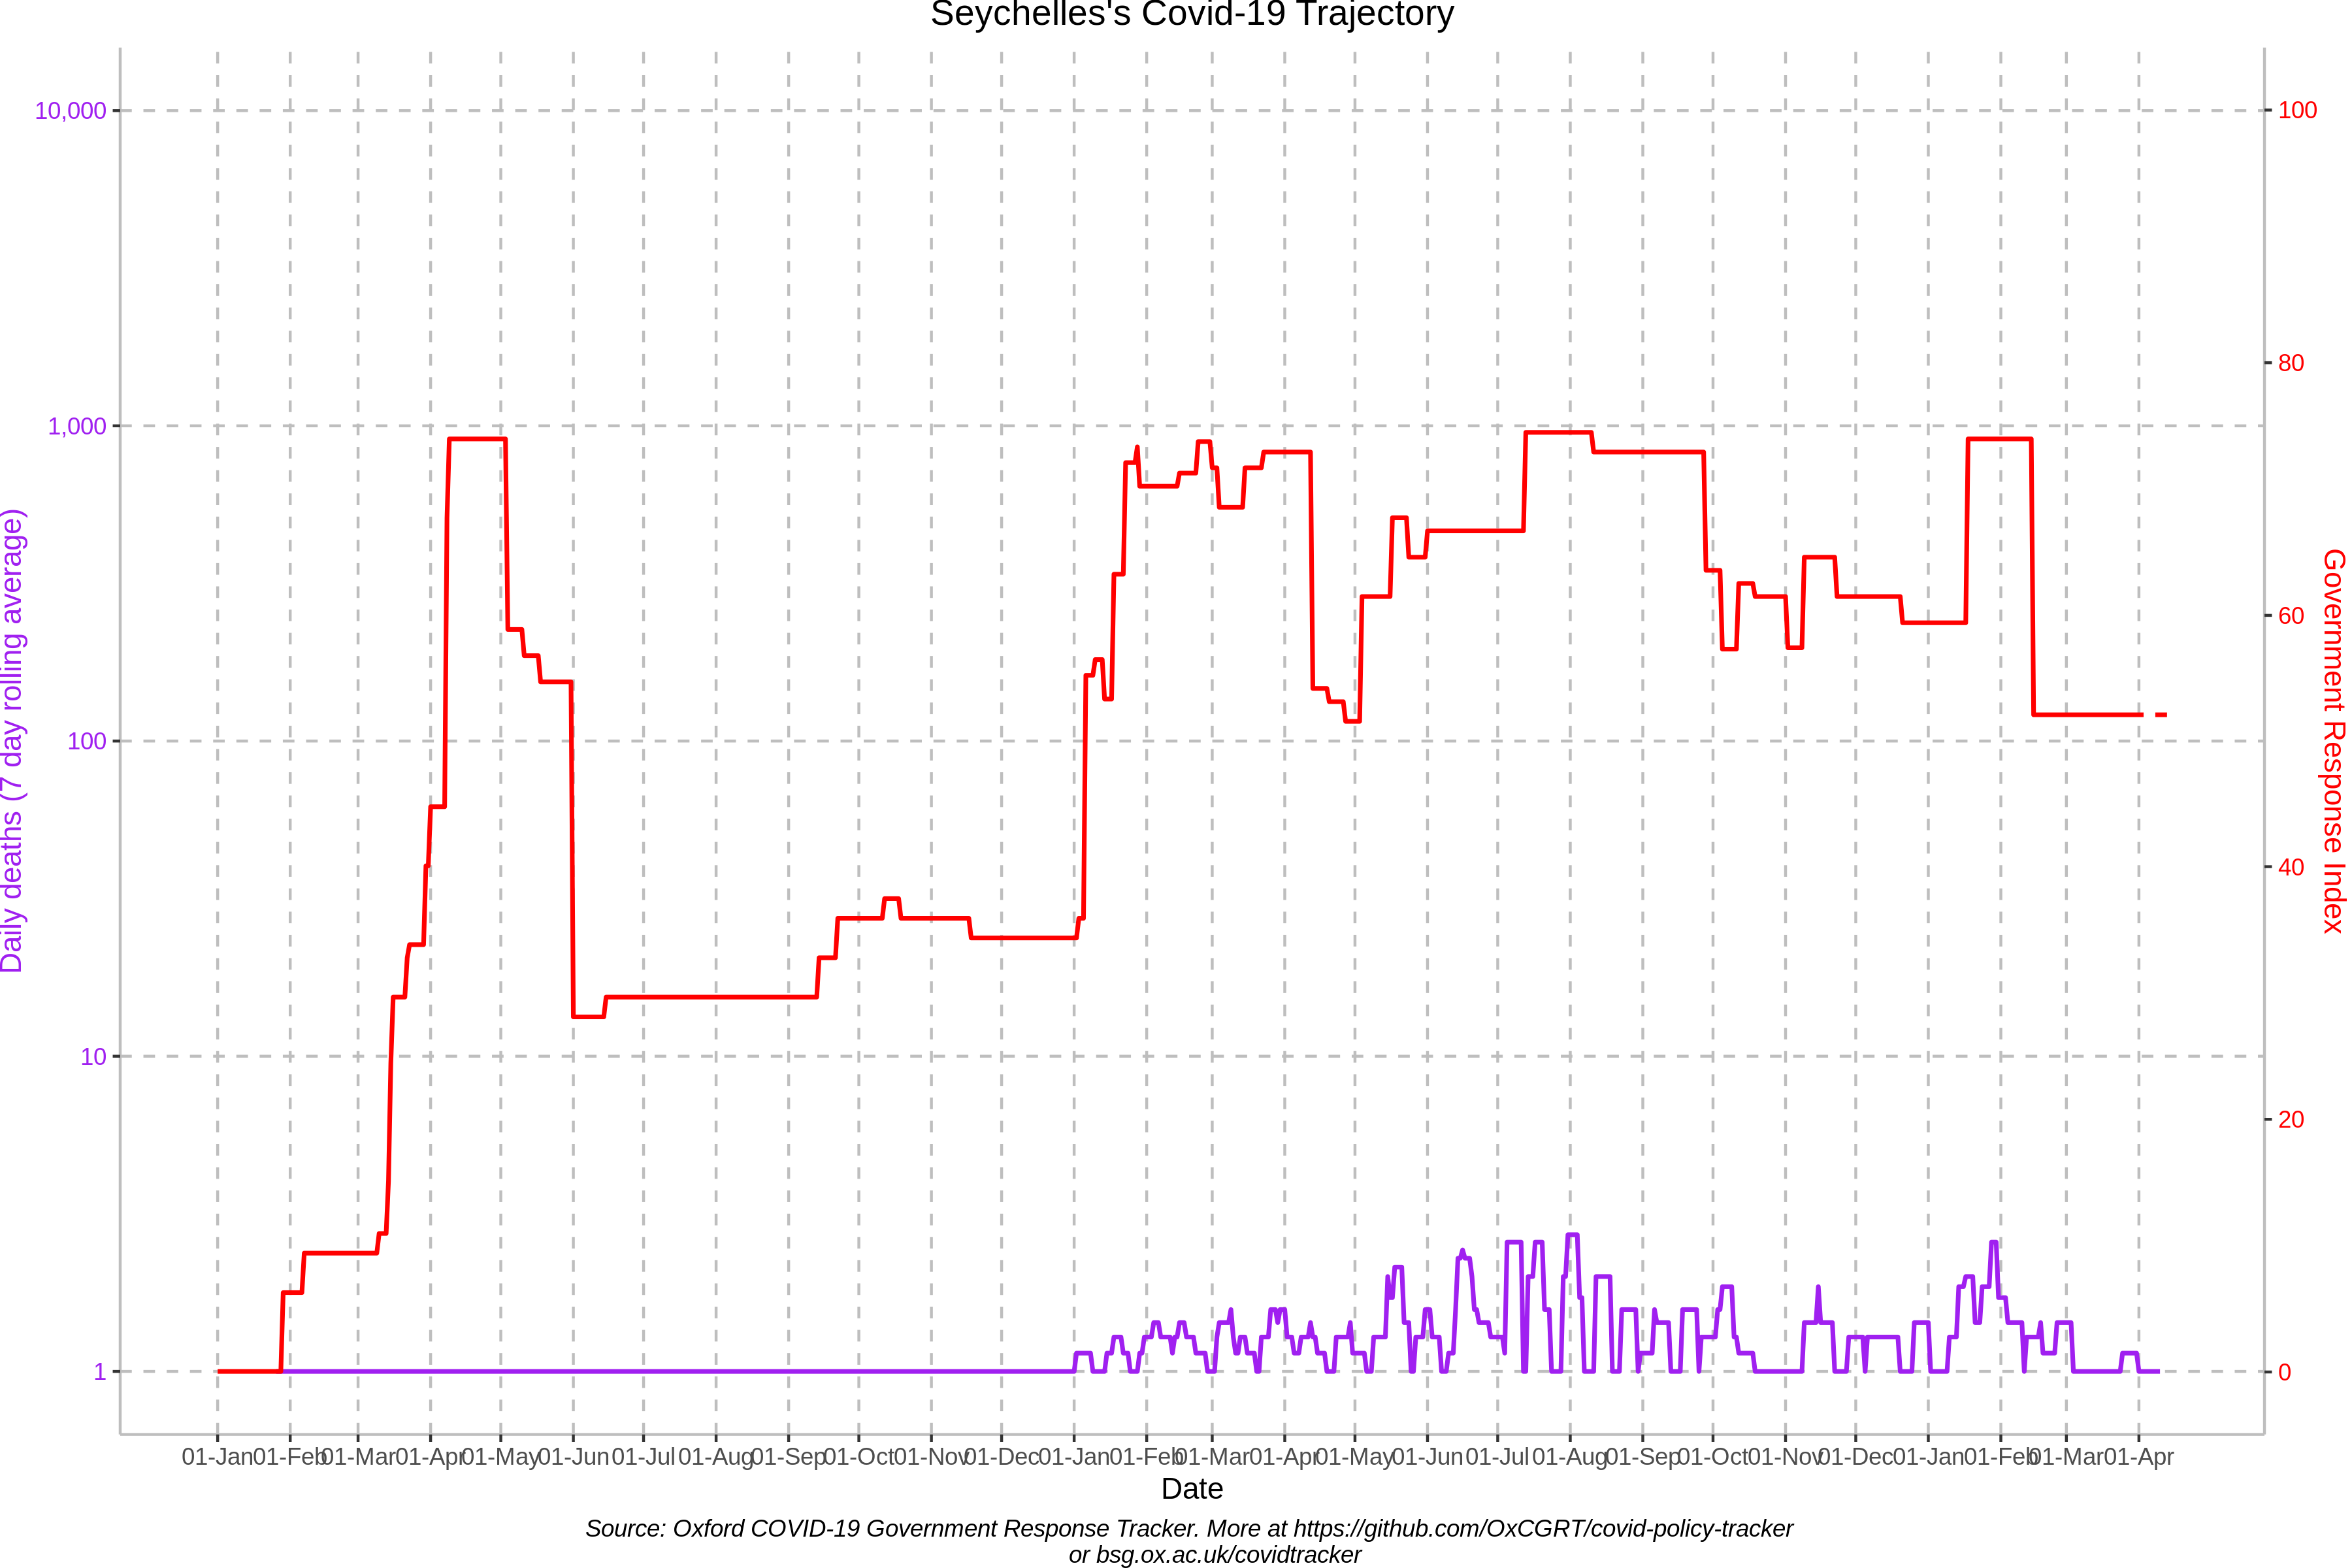 Seychelles's Covid-19 Trajectory
10,000
1,000
100
10
1
Daily deaths (7 day rolling average)
100
80
60
40
20
0
Government Response Index
01-Jan 01-Feb 01-Mar 01-Apr 01-May 01-Jun 01-Jul 01-Aug 01-Sep 01-Oct 01-Nov 01-Dec 01-Jan 01-Feb 01-Mar 01-Apr 01-May 01-Jun 01-Jul 01-Aug 01-Sep 01-Oct 01-Nov 01-Dec 01-Jan 01-Feb 01-Mar 01-Apr
Date
Source: Oxford COVID-19 Government Response Tracker. More at https://github.com/OxCGRT/covid-policy-tracker
or bsg.ox.ac.uk/covidtracker